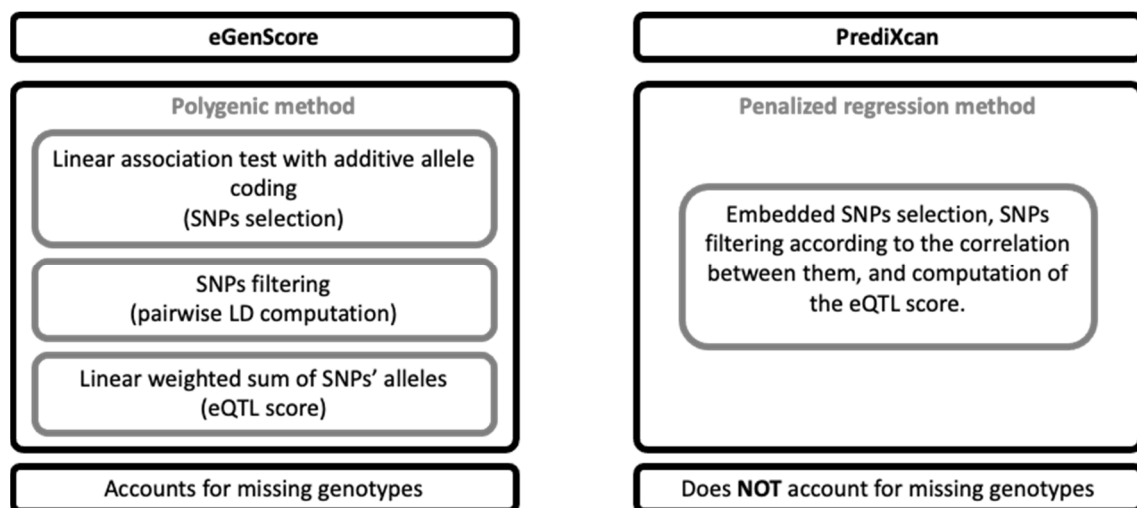 eGenScore
Polygenic method
Linear association test with additive allele
coding
(SNPs selection)
SNPs filtering
(pairwise LD computation)
Linear weighted sum of SNPs' alleles
(eQTL score)
Accounts for missing genotypes
PrediXcan
Penalized regression method
Embedded SNPs selection, SNPs
filtering according to the correlation
between them, and computation of
the eQTL score.
Does NOT account for missing genotypes